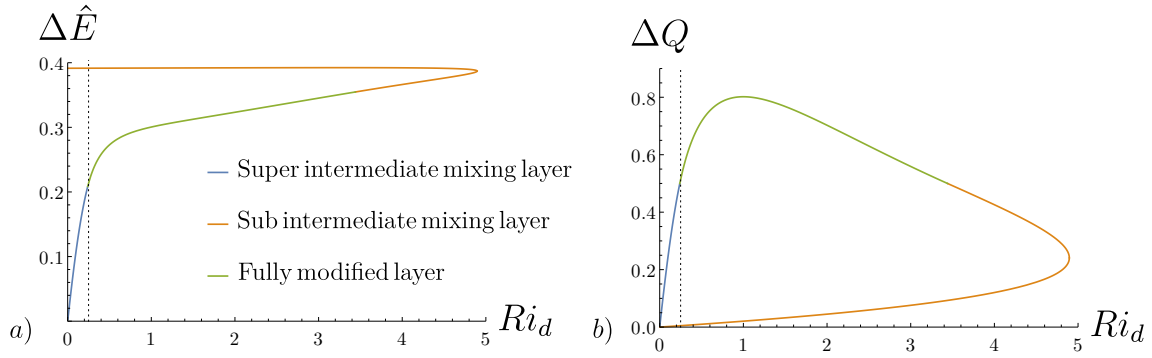 ΔÊ
0.4
0.3
0.2
0.1
0 1 2 3 4 5
Ri_d
Super intermediate mixing layer
Sub intermediate mixing layer
Fully modified layer
a)
ΔQ
0.8
0.6
0.4
0.2
0.0
0 1 2 3 4 5
Ri_d
b)